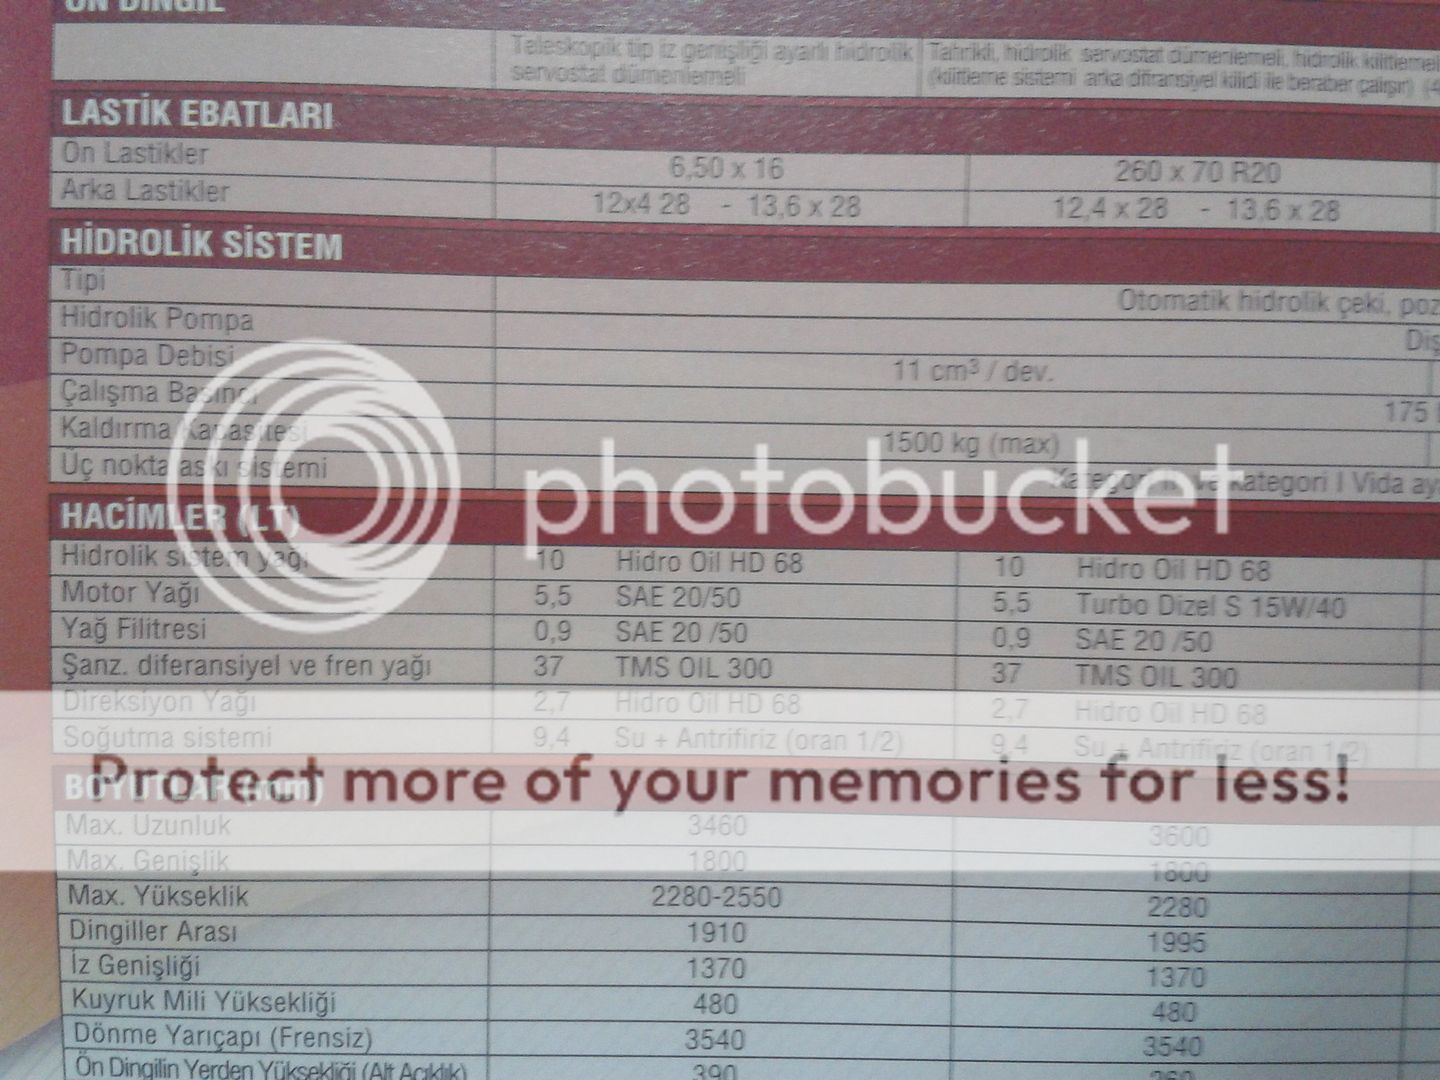 ÖN DİNGİL
Teleskopik tip iz genişliği ayarlı hidrolik Tahrikli, hidrolik servostat dümenlemeli, hidrolik kilitlemeli
servostat dümenlemeli (kilitleme sistemi arka difransiyel kilidi ile beraber çalışır) (4
LASTİK EBATLARI
Ön Lastikler 6,50 x 16 260 x 70 R20
Arka Lastikler 12x4 28 - 13,6 x 28 12,4 x 28 - 13,6 x 28
HİDROLİK SİSTEM
Tipi Otomatik hidrolik çeki, poz
Hidrolik Pompa Diş
Pompa Debisi 11 cm³ / dev.
Çalışma Basıncı 175
Kaldırma Kapasitesi 1500 kg (max)
Üç nokta askı sistemi Kategori II ve kategori I Vida aya
photobucket
HACİMLER (LT)
Hidrolik sistem yağı 10 Hidro Oil HD 68 10 Hidro Oil HD 68
Motor Yağı 5,5 SAE 20/50 5,5 Turbo Dizel S 15W/40
Yağ Filitresi 0,9 SAE 20 /50 0,9 SAE 20 /50
Şanz. diferansiyel ve fren yağı 37 TMS OIL 300 37 TMS OIL 300
Direksiyon Yağı 2,7 Hidro Oil HD 68 2,7 Hidro Oil HD 68
Soğutma sistemi 9,4 Su + Antrifiriz (oran 1/2) 9,4 Su + Antrifiriz (oran 1/2)
Protect more of your memories for less!
BOYUTLAR (mm)
Max. Uzunluk 3460 3600
Max. Genişlik 1800 1800
Max. Yükseklik 2280-2550 2280
Dingiller Arası 1910 1995
İz Genişliği 1370 1370
Kuyruk Mili Yüksekliği 480 480
Dönme Yarıçapı (Frensiz) 3540 3540
Ön Dingilin Yerden Yüksekliği (Alt Açıklık) 390